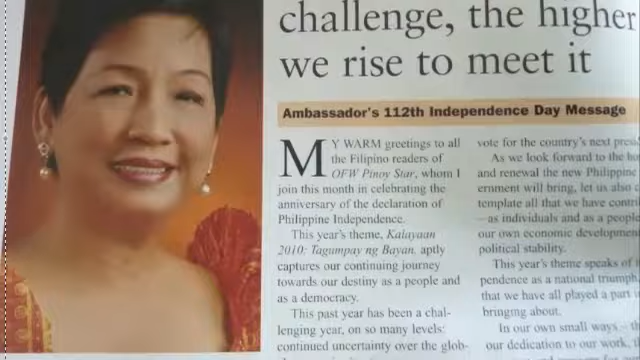 challenge, the higher
we rise to meet it
Ambassador's 112th Independence Day Message
MY WARM greetings to all
the Filipino readers of
OFW Pinoy Star, whom I
join this month in celebrating the
anniversary of the declaration of
Philippine Independence.
This year's theme, Kalayaan
2010: Tagumpay ng Bayan, aptly
captures our continuing journey
towards our destiny as a people and
as a democracy.
This past year has been a chal-
lenging year, on so many levels:
continued uncertainty over the glob-
vote for the country's next
As we look forward to the
and renewal the new Philippine
ernment will bring, let us also
template all that we have
—as individuals and as a people
our own economic
political stability.
This year's theme speaks of
pendence as a national triumph,
that we have all played a part
bringing about.
In our own small ways –
our dedication to our work,